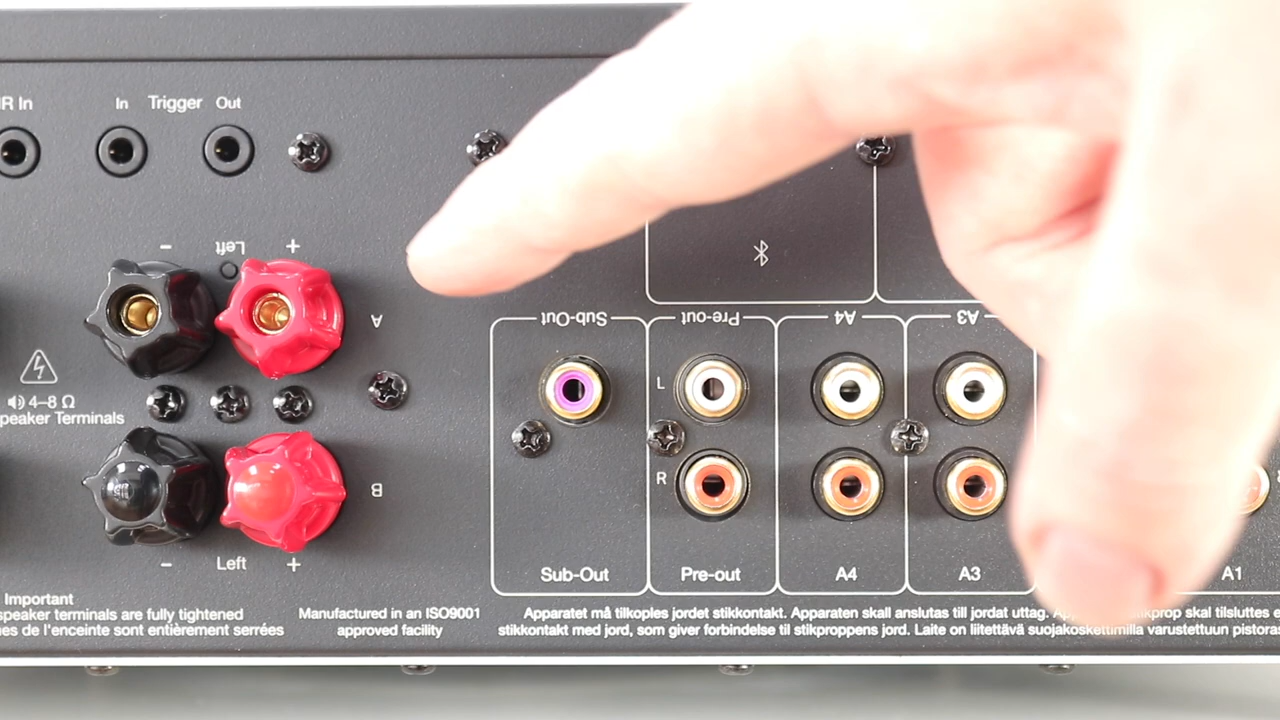 R In
In Trigger Out
- Left +
A
Sub-Out Pre-out A4 A3
L
4–8 Ω
peaker Terminals
R
B
- Left +
Sub-Out Pre-out A4 A3 A1
Important
speaker terminals are fully tightened
es de l'enceinte sont entièrement serrées
Manufactured in an ISO9001
approved facility
Apparatet må tilkoples jordet stikkontakt. Apparaten skall anslutas till jordat uttag. stikprop skal tilsluttes e
stikkontakt med jord, som giver forbindelse til stikproppens jord. Laite on liitettävä suojakoskettimilla varustettuun pistoras